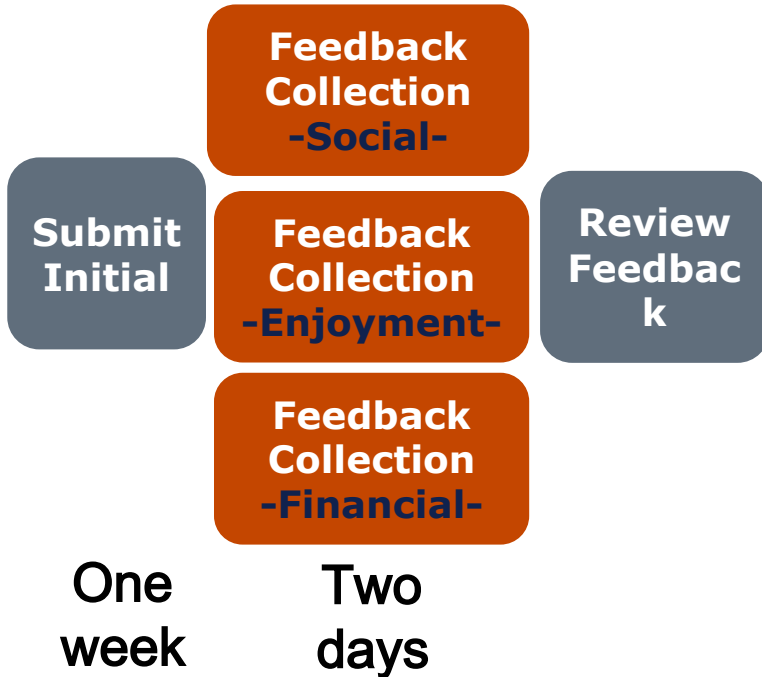 Submit
Initial
Feedback
Collection
-Social-
Feedback
Collection
-Enjoyment-
Feedback
Collection
-Financial-
Review
Feedbac
k
One
week
Two
days